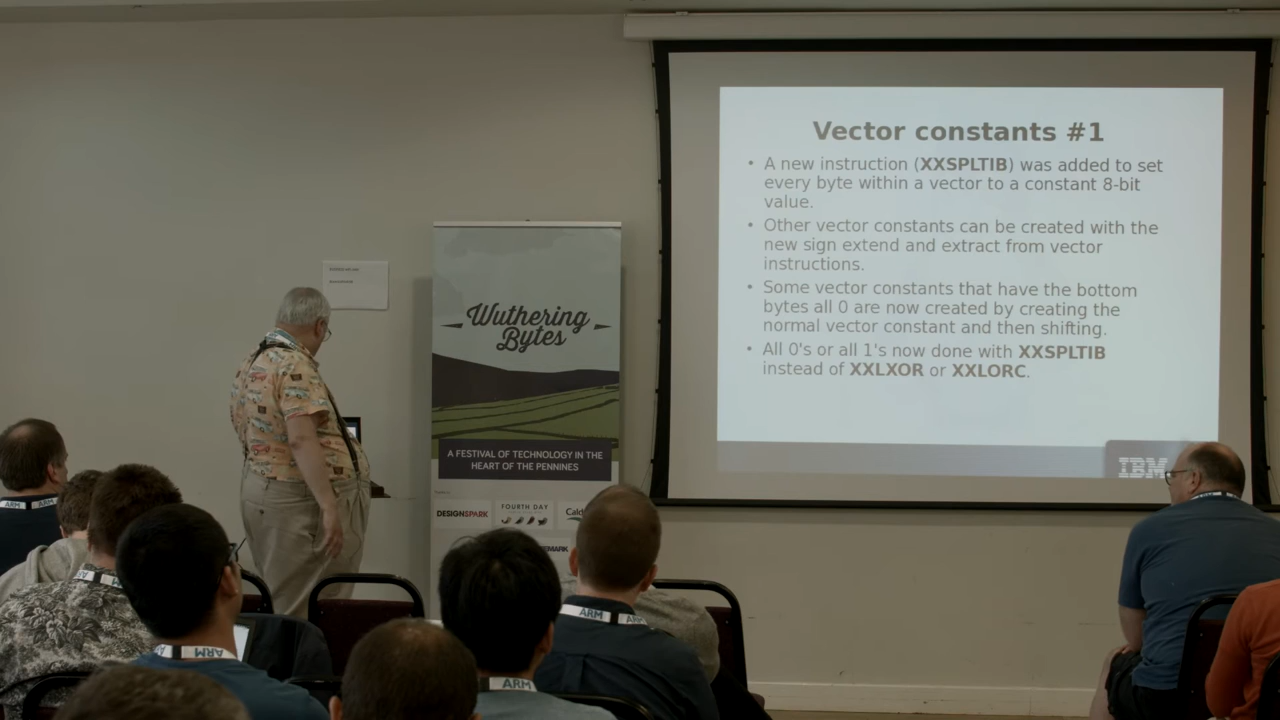 Vector constants #1
• A new instruction (XXSPLTIB) was added to set
every byte within a vector to a constant 8-bit
value.
• Other vector constants can be created with the
new sign extend and extract from vector
instructions.
• Some vector constants that have the bottom
bytes all 0 are now created by creating the
normal vector constant and then shifting.
• All 0's or all 1's now done with XXSPLTIB
instead of XXLXOR or XXLORC.
IBM
Wuthering
Bytes
A FESTIVAL OF TECHNOLOGY IN THE
HEART OF THE PENNINES
DESIGNSPARK
FOURTH DAY
ARM
ARM
ARM
ARM